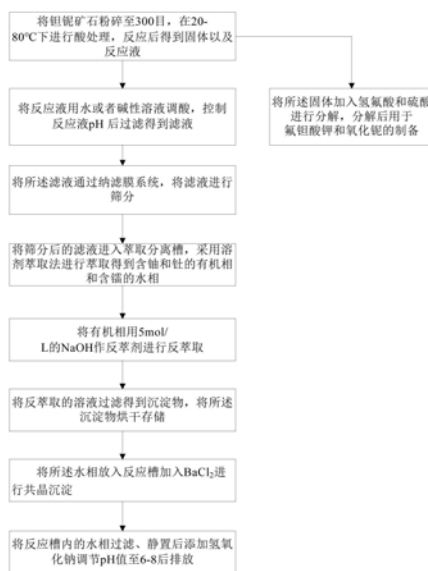 将钽铌矿石粉碎至300目，在20-
80℃下进行酸处理，反应后得到固体以及
反应液
将反应液用水或者碱性溶液调酸，控制
反应液pH 后过滤得到滤液
将所述固体加入氢氟酸和硫酸
进行分解，分解后用于
氟钽酸钾和氧化铌的制备
将所述滤液通过纳滤膜系统，将滤液进行
筛分
将筛分后的滤液进入萃取分离槽，采用溶
剂萃取法进行萃取得到含铀和钍的有机相
和含镭的水相
将有机相用5mol/
L的NaOH作反萃剂进行反萃取
将反萃取的溶液过滤得到沉淀物，将所述
沉淀物烘干存储
将所述水相放入反应槽加入BaCl₂进
行共晶沉淀
将反应槽内的水相过滤、静置后添加氢氧
化钠调节pH值至6-8后排放